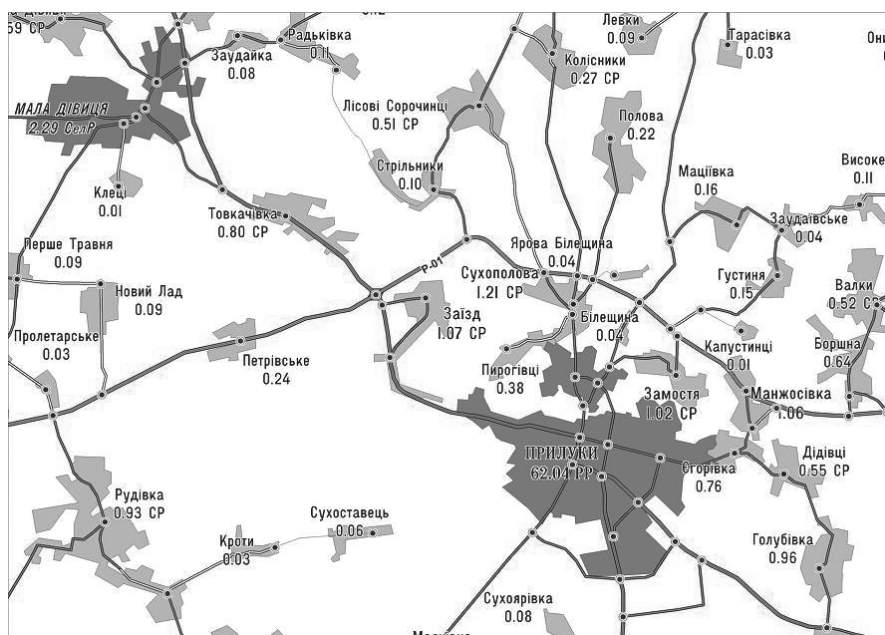 59 СР
Заудайка
0.08
Радьківка
0.11
Левки
0.09
Тарасівка
0.03
Колісники
0.27 СР
МАЛА ДІВИЦЯ
2.29 СелР
Лісові Сорочинці
0.51 СР
Полова
0.22
Клеці
0.01
Стрільники
0.10
Мациївка
0.16
Високе
0.11
Товкачівка
0.80 СР
Заудаївське
0.04
Перше Травня
0.09
Р-01
Ярова Білещина
0.04
Сухополова
1.21 СР
Густиня
0.15
Валки
0.52 СР
Новий Лад
0.09
Заїзд
1.07 СР
Білещина
0.04
Пролетарське
0.03
Петрівське
0.24
Пирогівці
0.38
Капустинці
0.01
Боршна
0.64
Замостя
1.02 СР
Манжосівка
1.06
ПРИЛУКИ
62.04 РР
Єгорівка
0.76
Дідівці
0.55 СР
Рудівка
0.93 СР
Сухоставець
0.06
Кроти
0.03
Голубівка
0.96
Сухоярівка
0.08